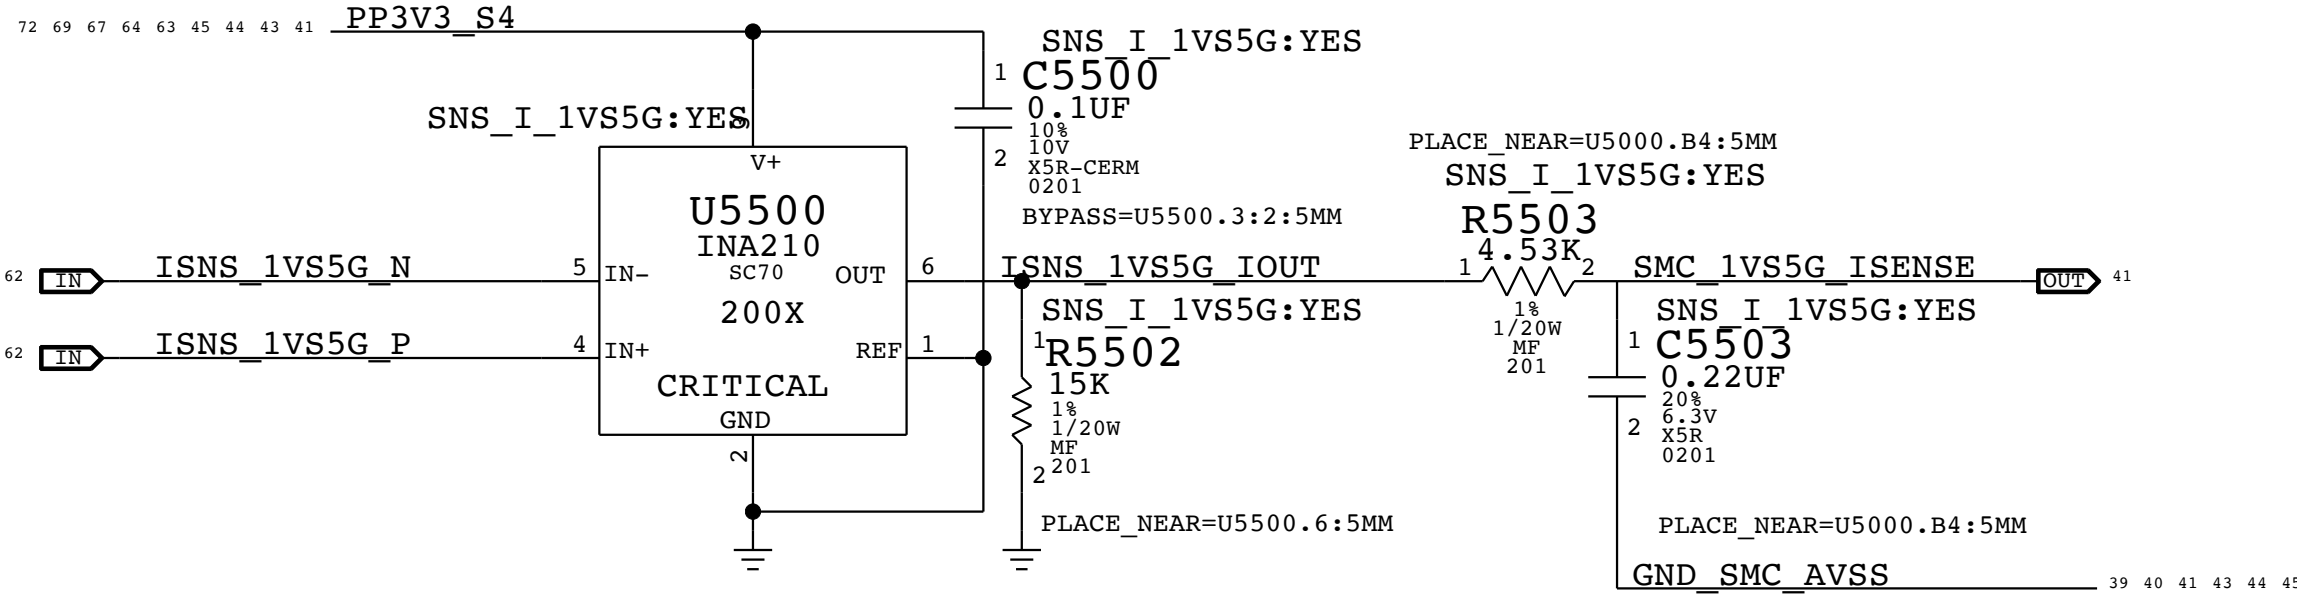 72 69 67 64 63 45 44 43 41 PP3V3_S4
SNS_I_1VS5G:YES
3
V+
U5500
INA210
SC70
200X
CRITICAL
GND
2
62 IN ISNS_1VS5G_N 5 IN-
62 IN ISNS_1VS5G_P 4 IN+
OUT 6 ISNS_1VS5G_IOUT
REF 1
SNS_I_1VS5G:YES
1 C5500
0.1UF
10%
10V
2 X5R-CERM
0201
BYPASS=U5500.3:2:5MM
SNS_I_1VS5G:YES
1 R5502
15K
1%
1/20W
MF
2 201
PLACE_NEAR=U5500.6:5MM
PLACE_NEAR=U5000.B4:5MM
SNS_I_1VS5G:YES
R5503
4.53K
1 2
1%
1/20W
MF
201
SMC_1VS5G_ISENSE OUT 41
SNS_I_1VS5G:YES
1 C5503
0.22UF
20%
6.3V
2 X5R
0201
PLACE_NEAR=U5000.B4:5MM
GND_SMC_AVSS 39 40 41 43 44 45